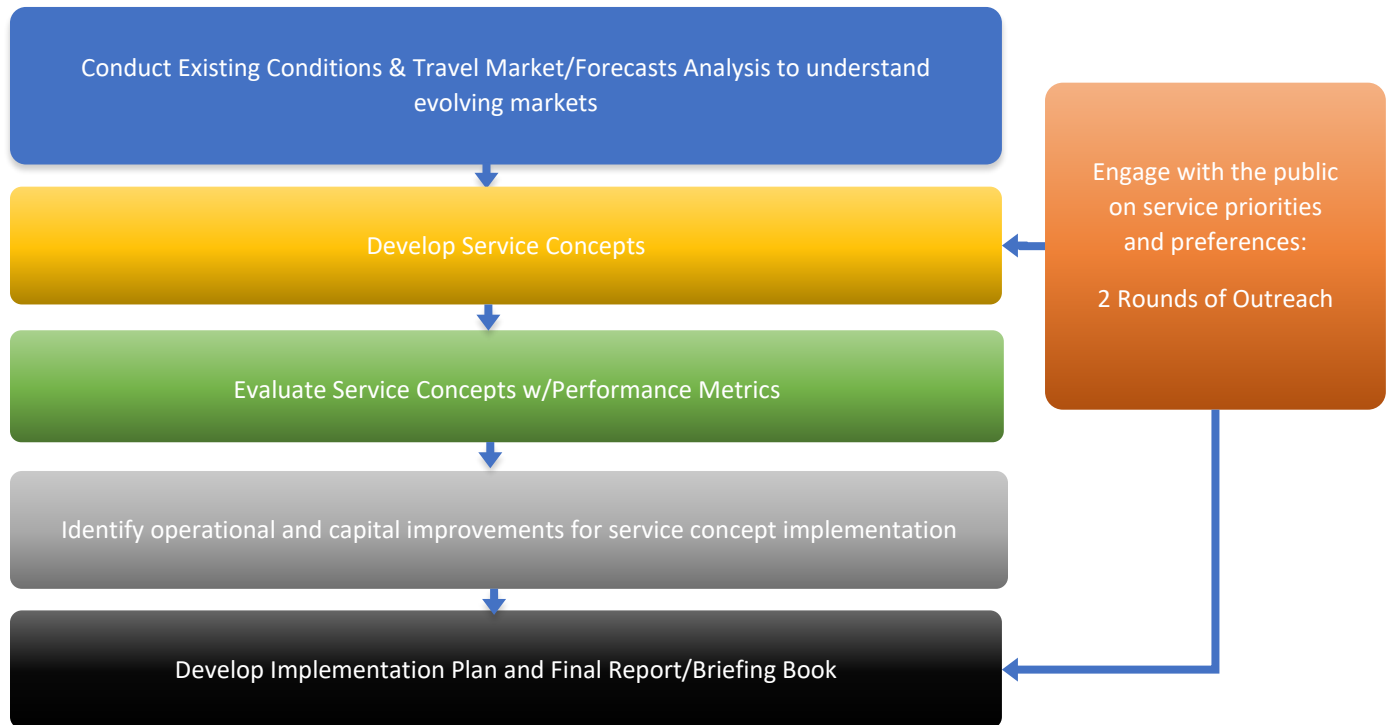 Conduct Existing Conditions & Travel Market/Forecasts Analysis to understand
evolving markets
Develop Service Concepts
Evaluate Service Concepts w/Performance Metrics
Identify operational and capital improvements for service concept implementation
Develop Implementation Plan and Final Report/Briefing Book
Engage with the public
on service priorities
and preferences:
2 Rounds of Outreach